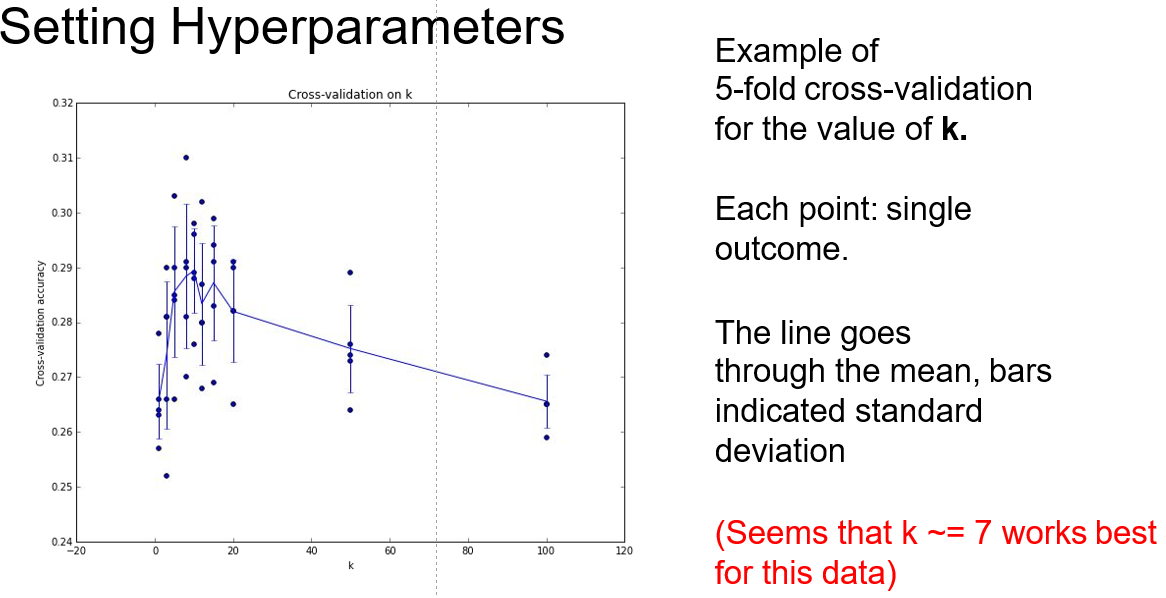 Setting Hyperparameters
Cross-validation on k
0.32
0.31
0.30
0.29
0.28
0.27
0.26
0.25
0.24
Cross-validation accuracy
−20
0
20
40
60
80
100
120
k
Example of
5-fold cross-validation
for the value of k.
Each point: single
outcome.
The line goes
through the mean, bars
indicated standard
deviation
(Seems that k ~= 7 works best
for this data)